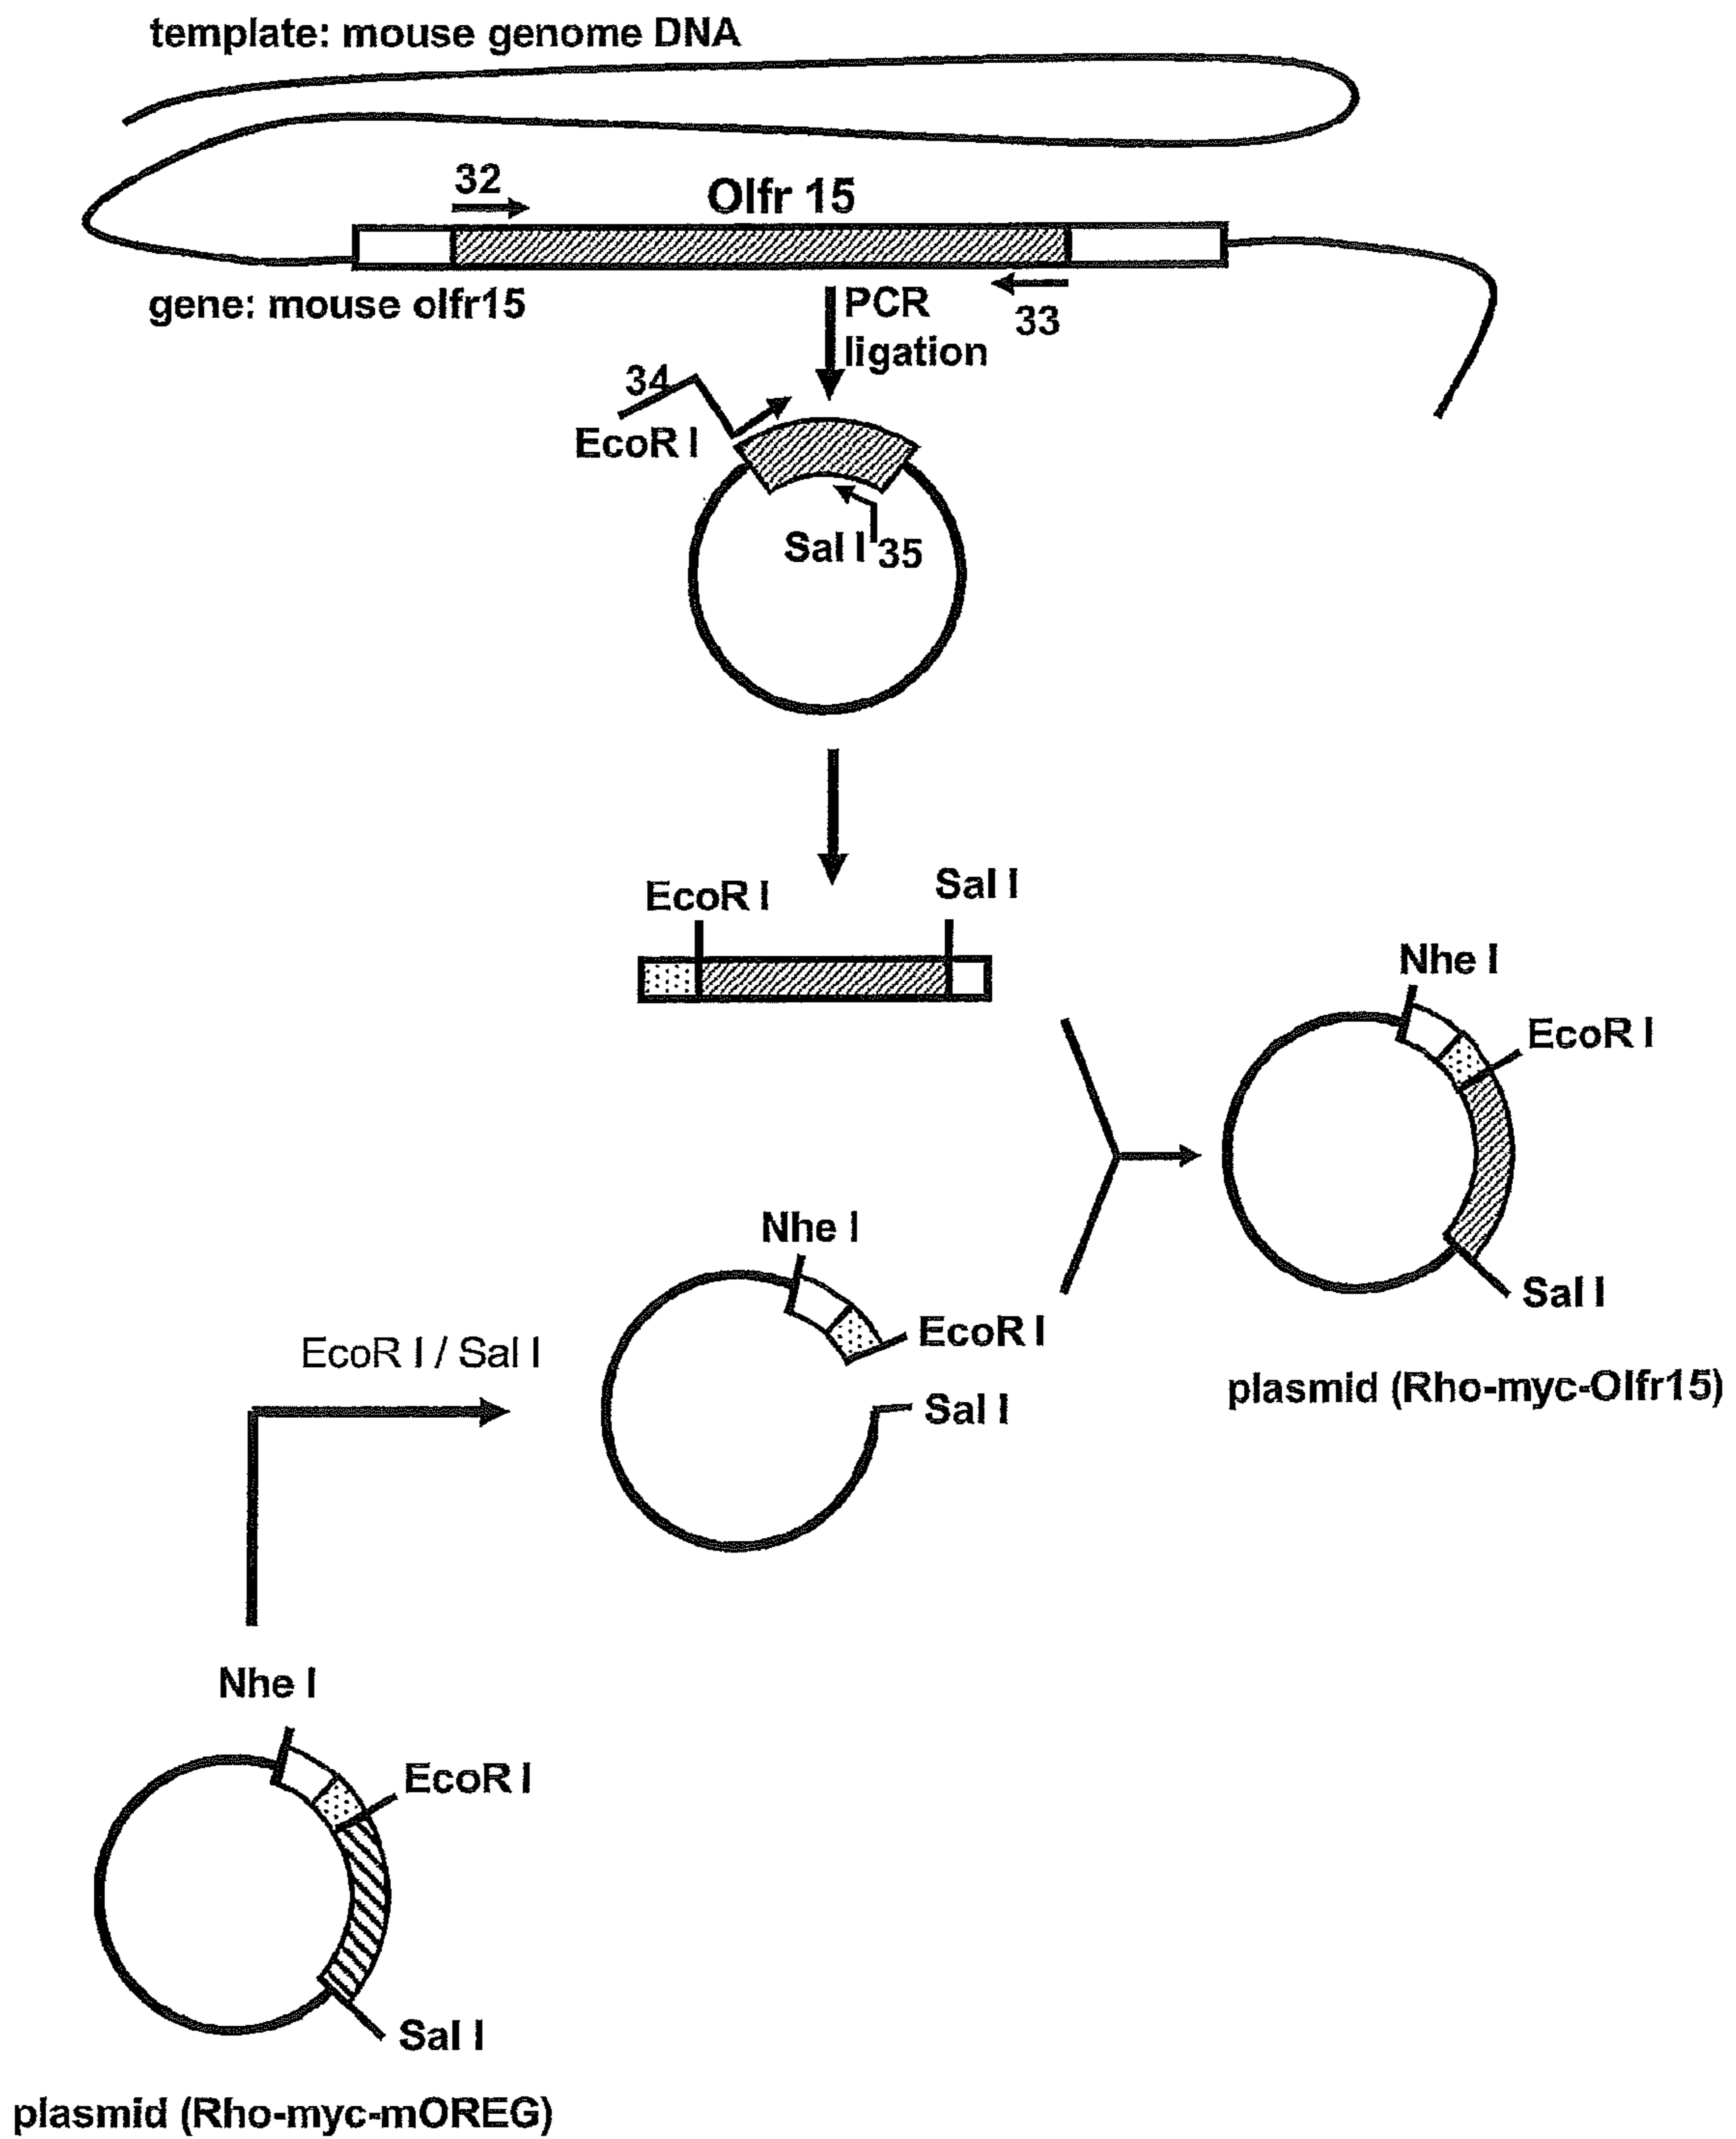 template: mouse genome DNA
32
Olfr 15
gene: mouse olfr15
PCR
ligation
33
34
EcoR I
Sal I
35
EcoR I
Sal I
Nhe I
EcoR I
Sal I
plasmid (Rho-myc-Olfr15)
Nhe I
EcoR I
Sal I
EcoR I / Sal I
Nhe I
EcoR I
Sal I
plasmid (Rho-myc-mOREG)